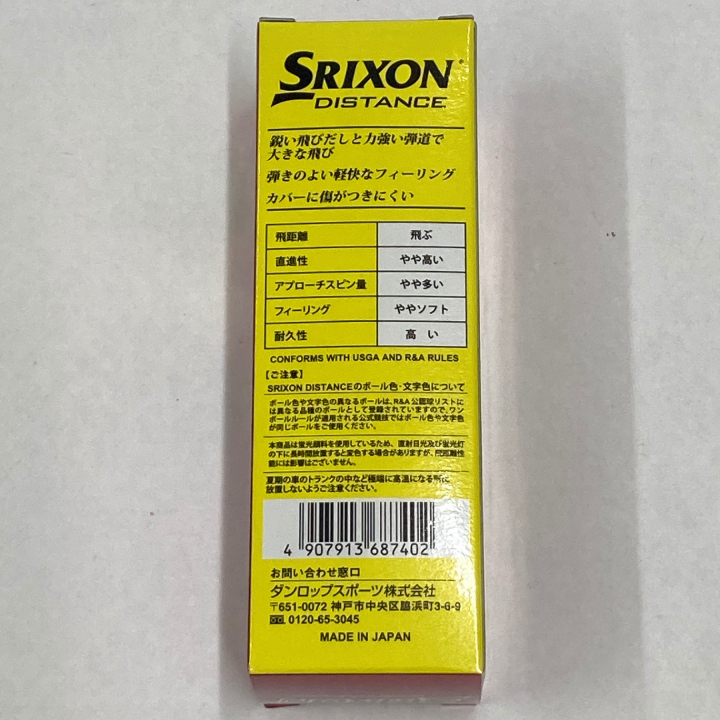 SRIXON
DISTANCE
鋭い飛びだしと力強い弾道で
大きな飛び
弾きのよい軽快なフィーリング
カバーに傷がつきにくい
飛距離 飛ぶ
直進性 やや高い
アプローチスピン量 やや多い
フィーリング ややソフト
耐久性 高い
CONFORMS WITH USGA AND R&A RULES
【ご注意】
SRIXON DISTANCEのボール色・文字色について
ボール色や文字色の異なるボールは、R&A公認球リストに
は異なる品種のボールとして登録されていますので、ワン
ボールルールが適用される公式競技ではボール色や文字色
が同じボールをご使用ください。
本商品は蛍光顔料を使用しているため、直射日光及び蛍光灯
の下に長時間放置すると変色する場合がありますが、飛距離性
能には影響はございません。
夏期の車のトランクの中など極端に高温になる所に
放置しないようご注意ください。
4 907913 687402
お問い合わせ窓口
ダンロップスポーツ株式会社
〒651-0072 神戸市中央区脇浜町3-6-9
0120-65-3045
MADE IN JAPAN